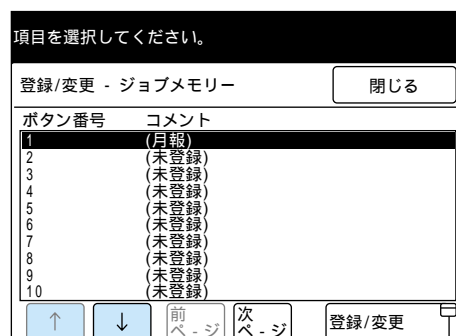 項目を選択してください。
登録/変更 - ジョブメモリー 閉じる
ボタン番号 コメント
1 (月報)
2 (未登録)
3 (未登録)
4 (未登録)
5 (未登録)
6 (未登録)
7 (未登録)
8 (未登録)
9 (未登録)
10 (未登録)
↑ ↓ 前ペ-ジ 次ペ-ジ 登録/変更